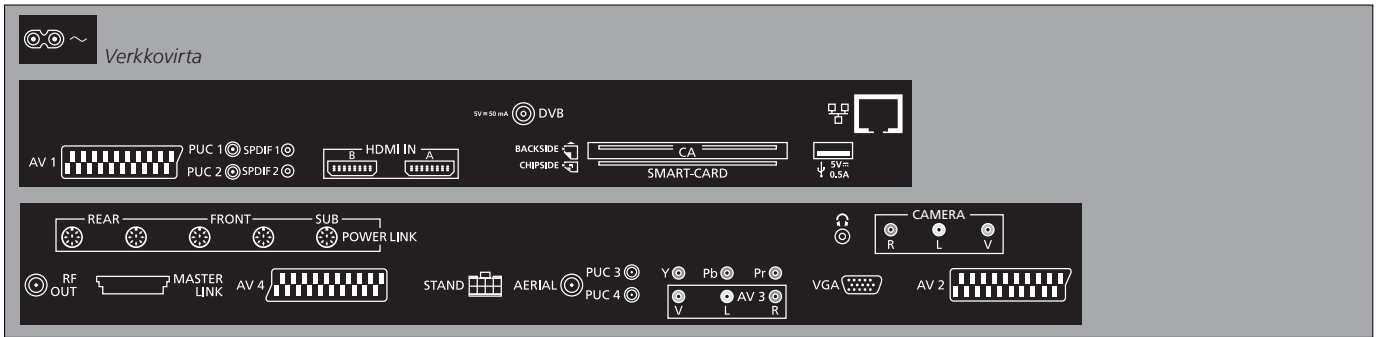 Verkkovirta
5V = 50 mA DVB
AV 1 PUC 1 SPDIF 1 HDMI IN BACKSIDE CA
B A
PUC 2 SPDIF 2 CHIPSIDE SMART-CARD 5V 0.5A
REAR FRONT SUB POWER LINK CAMERA
R L V
RF OUT MASTER LINK AV 4 STAND AERIAL PUC 3 Y Pb Pr VGA AV 2
PUC 4 AV 3
V L R